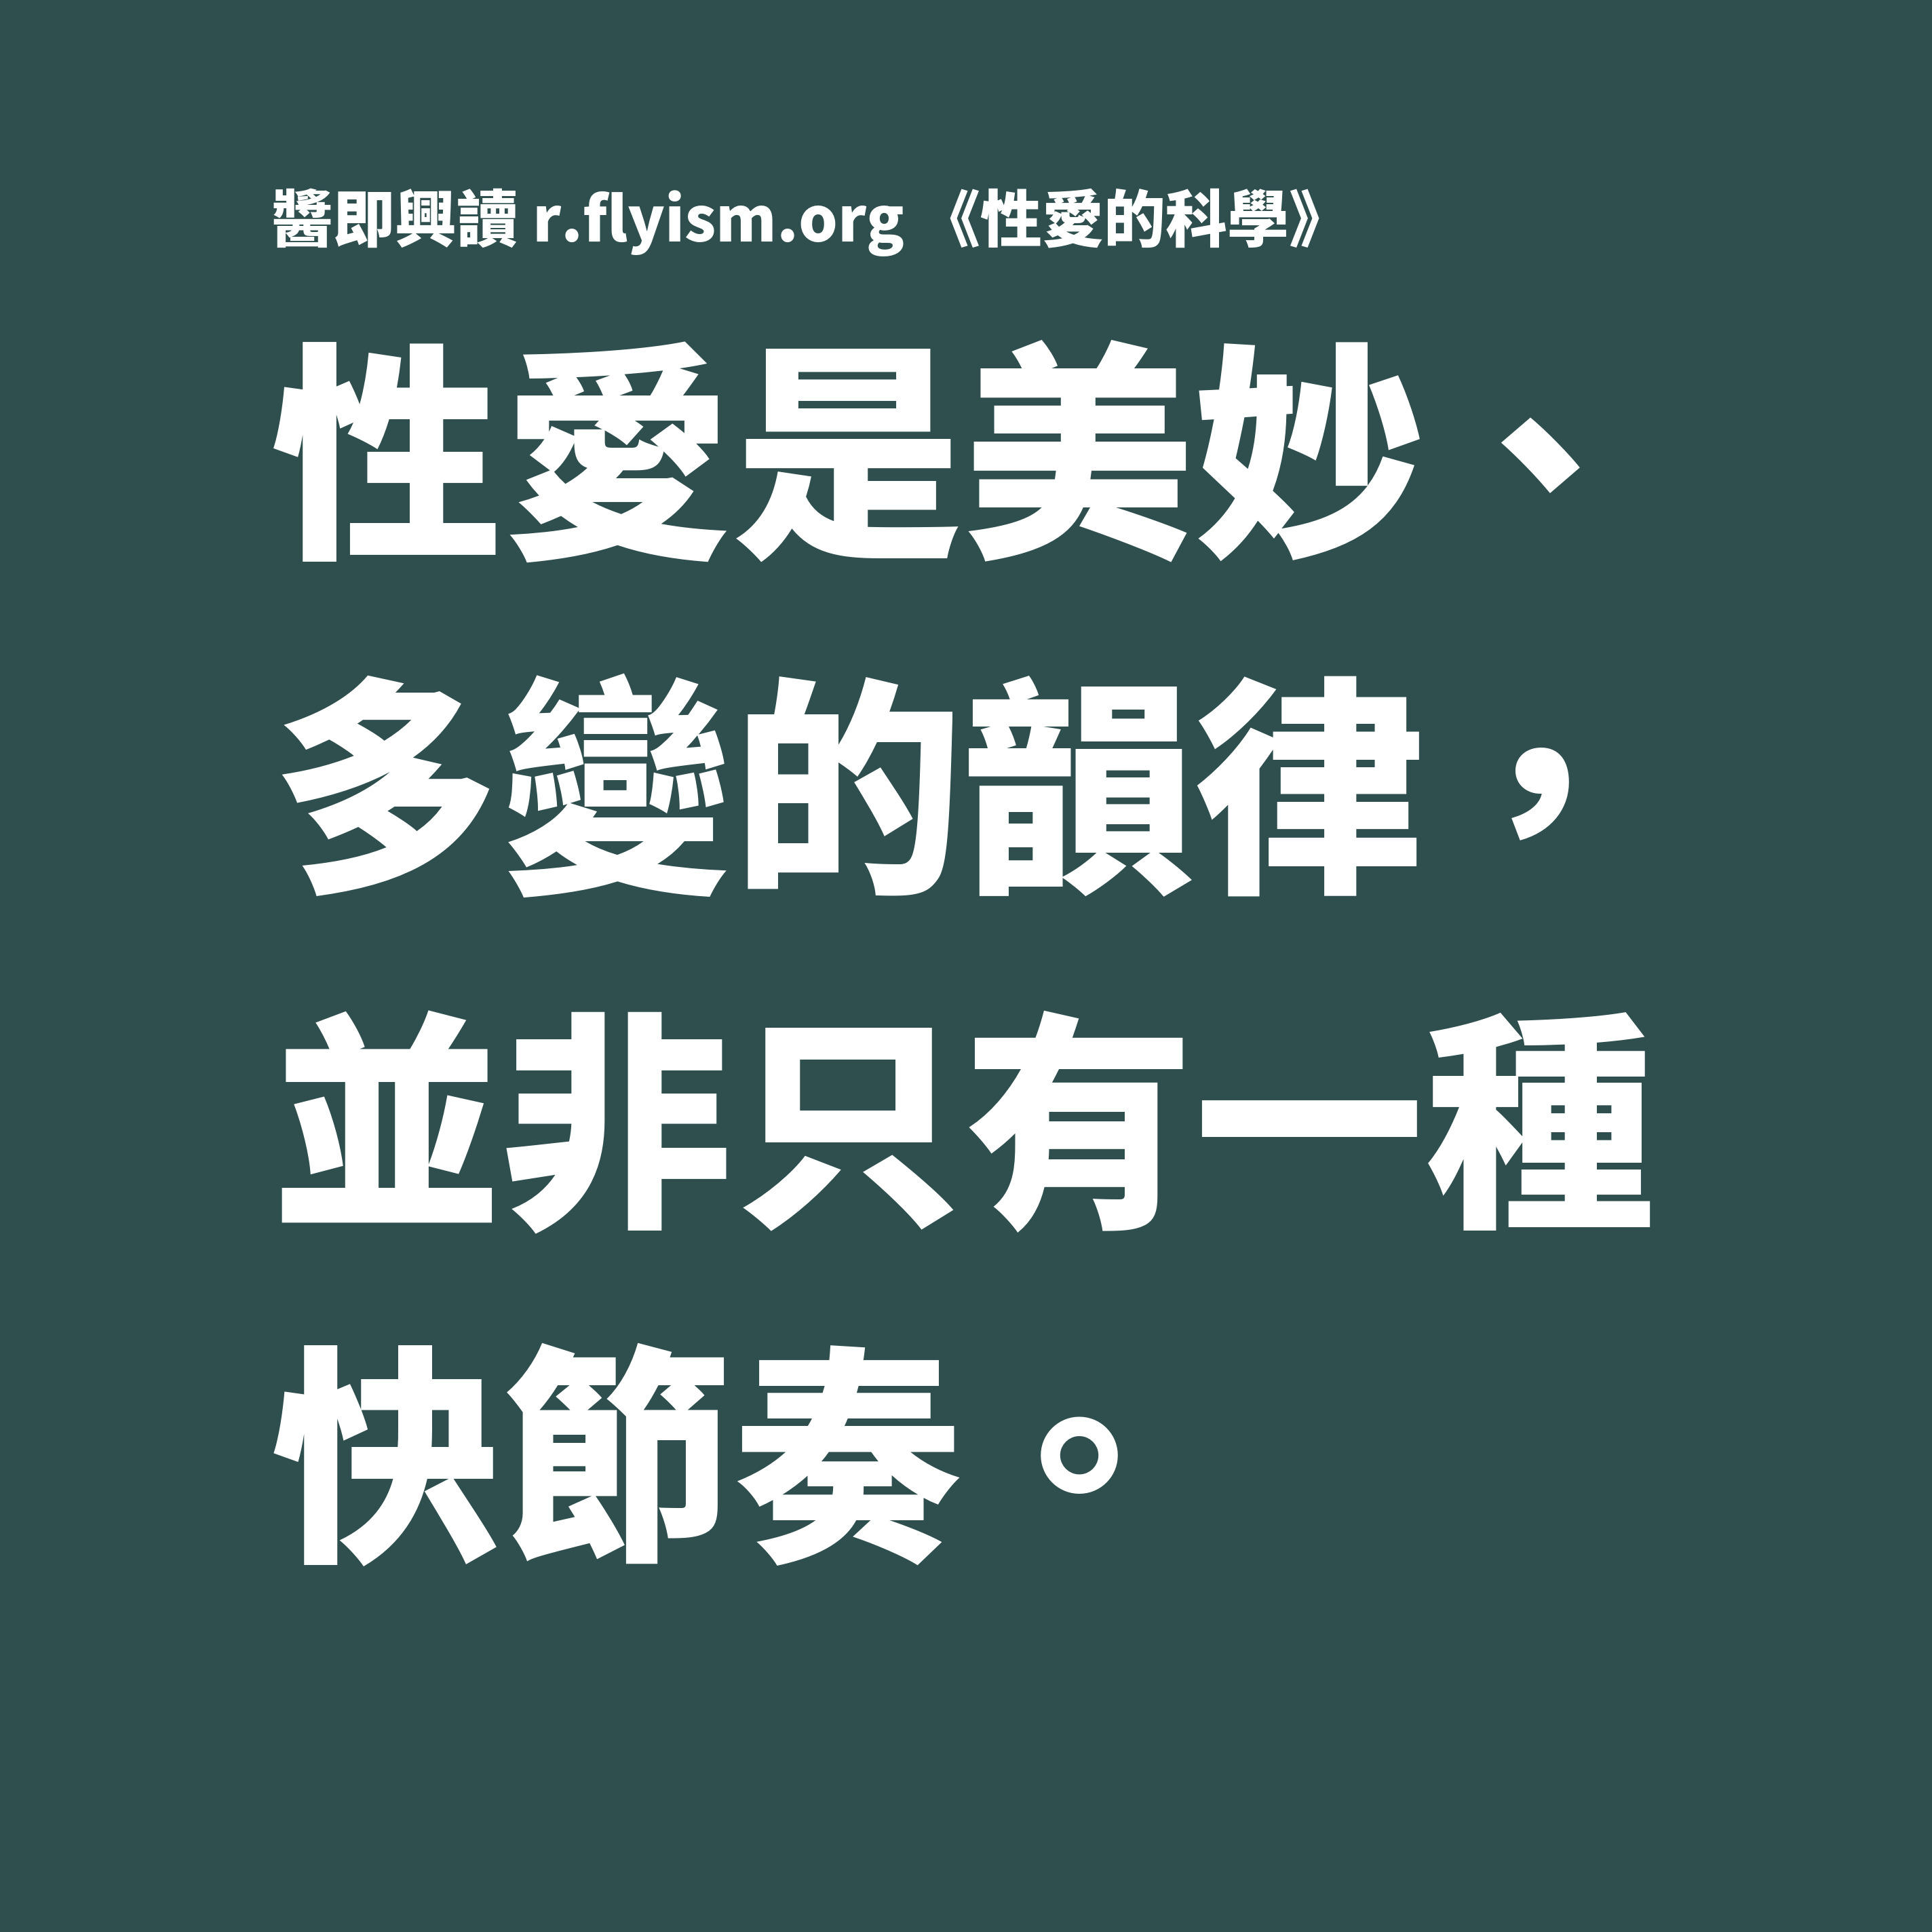 豑即興讀 r.flyism.org 《性愛的科學》
性愛是美妙、
多變的韻律，
並非只有一種
快節奏。